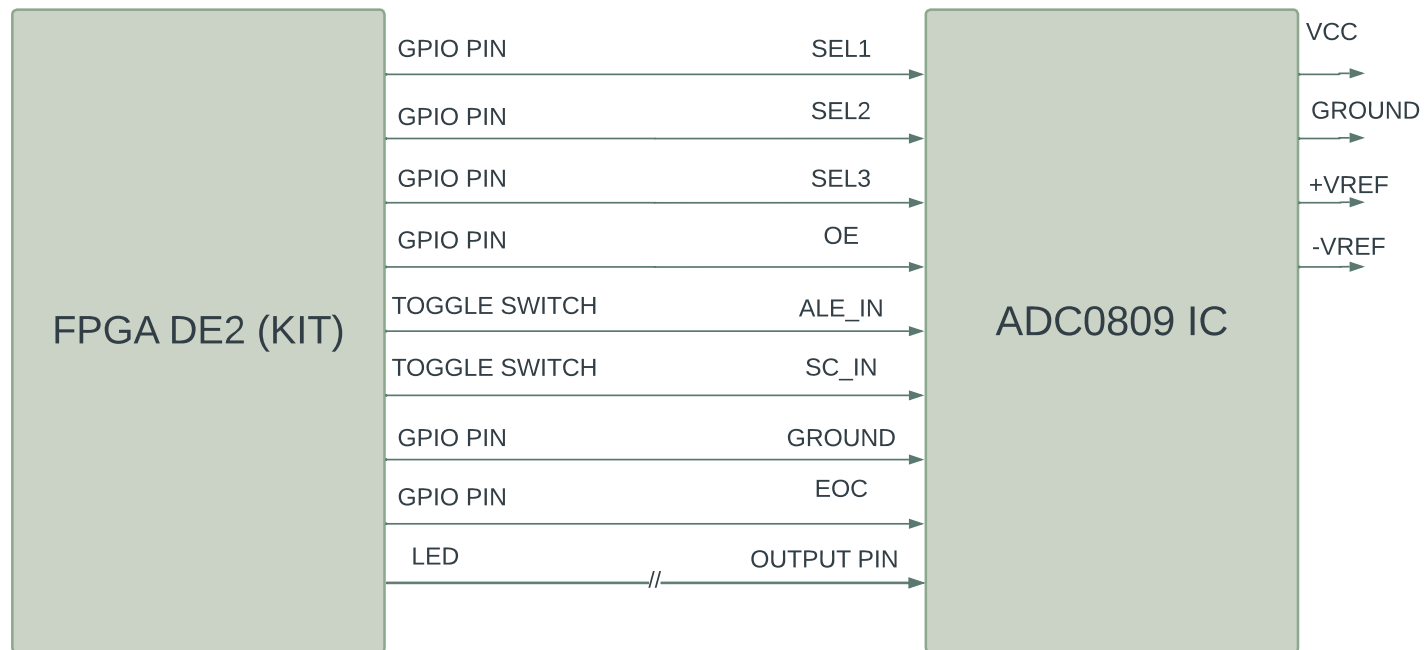 VCC
GPIO PIN SEL1
GPIO PIN SEL2 GROUND
GPIO PIN SEL3 +VREF
GPIO PIN OE -VREF
TOGGLE SWITCH ALE_IN
FPGA DE2 (KIT) ADC0809 IC
TOGGLE SWITCH SC_IN
GPIO PIN GROUND
GPIO PIN EOC
LED OUTPUT PIN
//